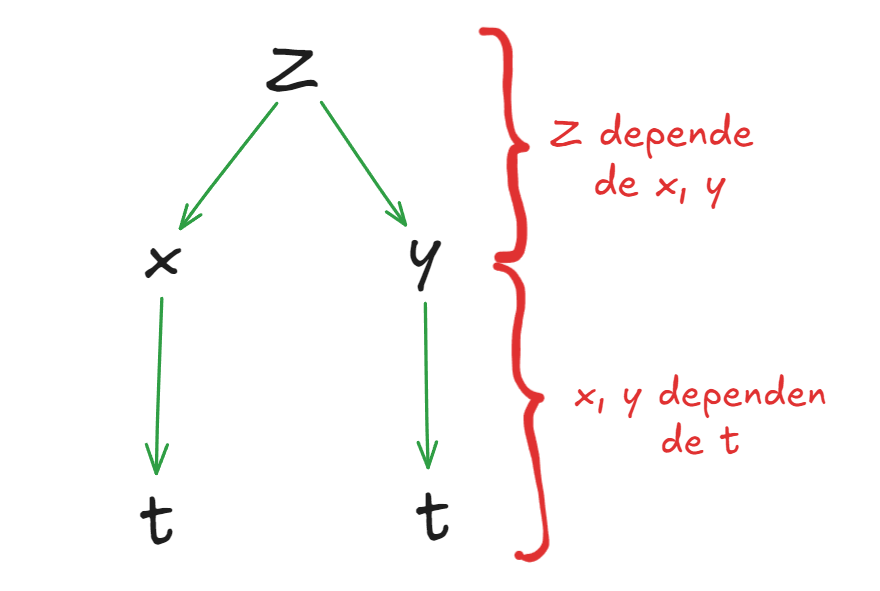 Z
Z depende
de x, y
x
y
x, y dependen
de t
t
t